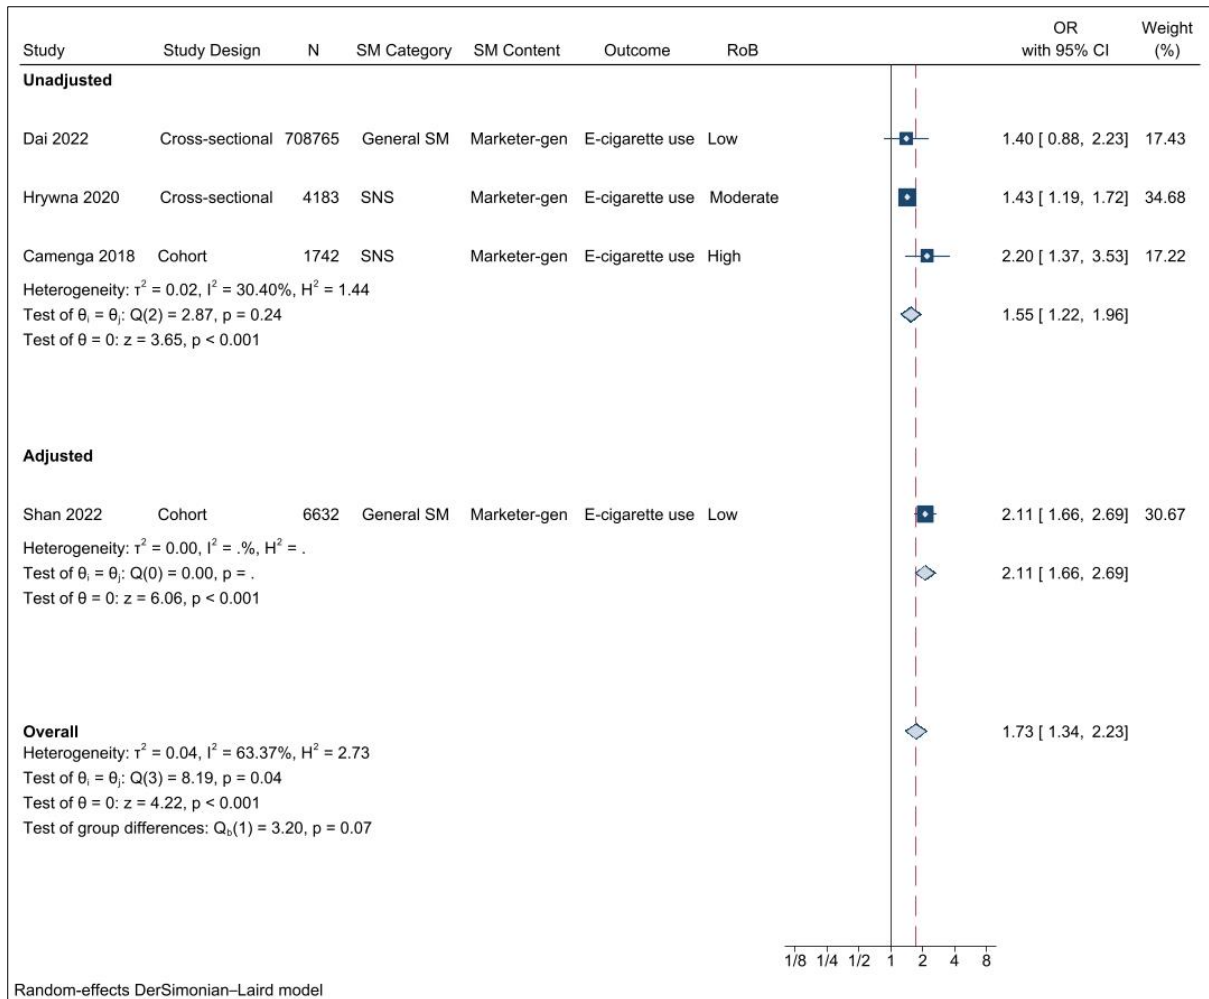 Study Study Design N SM Category SM Content Outcome RoB OR with 95% CI Weight (%)
Unadjusted
Dai 2022 Cross-sectional 708765 General SM Marketer-gen E-cigarette use Low 1.40 [ 0.88, 2.23] 17.43
Hrywna 2020 Cross-sectional 4183 SNS Marketer-gen E-cigarette use Moderate 1.43 [ 1.19, 1.72] 34.68
Camenga 2018 Cohort 1742 SNS Marketer-gen E-cigarette use High 2.20 [ 1.37, 3.53] 17.22
Heterogeneity: τ² = 0.02, I² = 30.40%, H² = 1.44
Test of θᵢ = θⱼ: Q(2) = 2.87, p = 0.24 1.55 [ 1.22, 1.96]
Test of θ = 0: z = 3.65, p < 0.001
Adjusted
Shan 2022 Cohort 6632 General SM Marketer-gen E-cigarette use Low 2.11 [ 1.66, 2.69] 30.67
Heterogeneity: τ² = 0.00, I² = .%, H² = .
Test of θᵢ = θⱼ: Q(0) = 0.00, p = . 2.11 [ 1.66, 2.69]
Test of θ = 0: z = 6.06, p < 0.001
Overall 1.73 [ 1.34, 2.23]
Heterogeneity: τ² = 0.04, I² = 63.37%, H² = 2.73
Test of θᵢ = θⱼ: Q(3) = 8.19, p = 0.04
Test of θ = 0: z = 4.22, p < 0.001
Test of group differences: Q_b(1) = 3.20, p = 0.07
1/8 1/4 1/2 1 2 4 8
Random-effects DerSimonian–Laird model